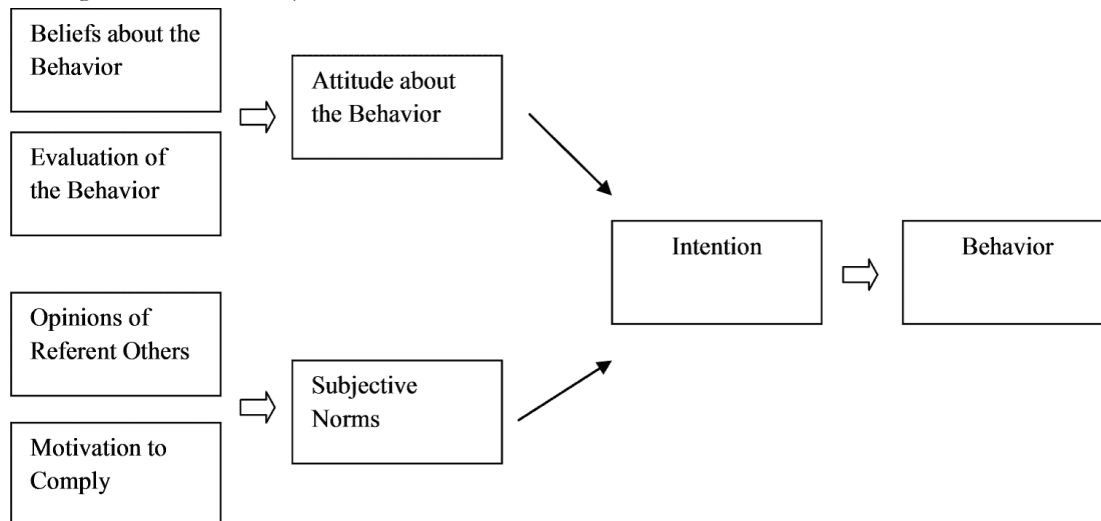 Beliefs about the
Behavior
Evaluation of
the Behavior
Attitude about
the Behavior
Opinions of
Referent Others
Motivation to
Comply
Subjective
Norms
Intention
Behavior